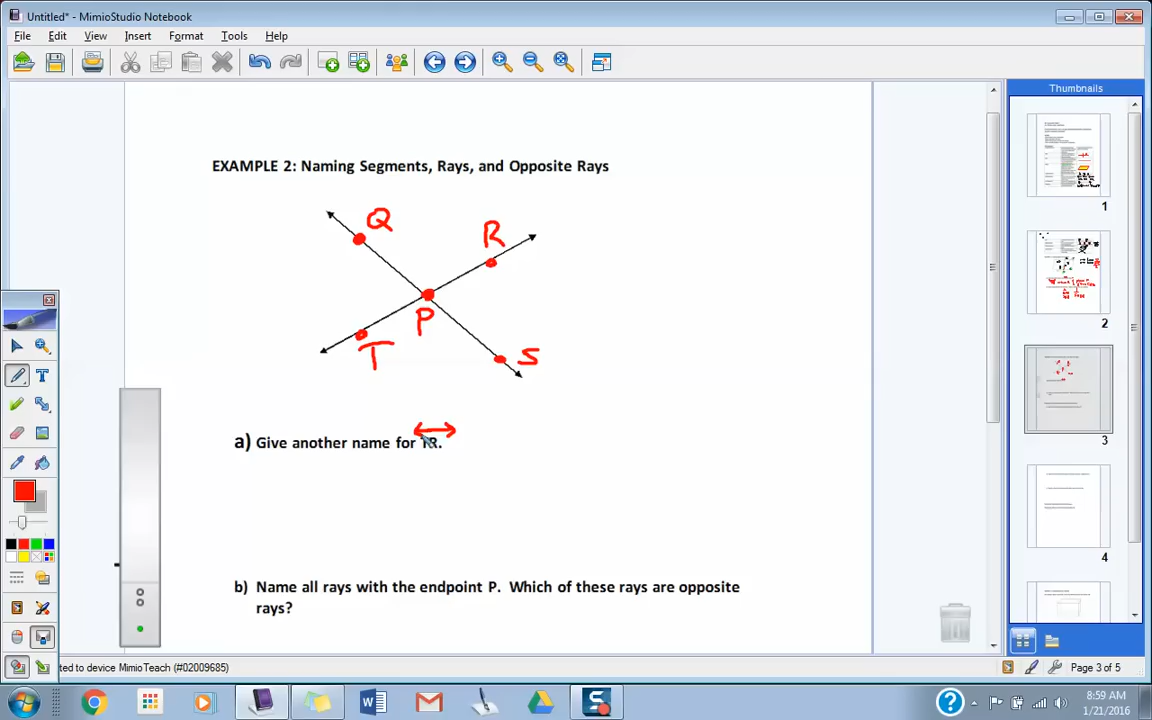 Untitled* - MimioStudio Notebook
File Edit View Insert Format Tools Help
Thumbnails
EXAMPLE 2: Naming Segments, Rays, and Opposite Rays
Q
R
P
T
S
a) Give another name for TR.
b) Name all rays with the endpoint P. Which of these rays are opposite
rays?
1
2
3
4
ted to device MimioTeach (#02009685)
Page 3 of 5
8:59 AM
1/21/2016